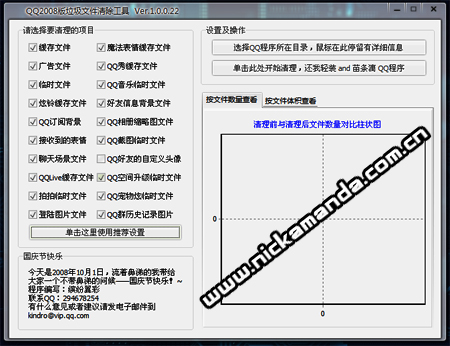 QQ2008版垃圾文件清除工具 Ver 1.0.0.22
请选择要清理的项目
缓存文件
魔法表情缓存文件
广告文件
QQ秀缓存文件
临时文件
QQ音乐临时文件
炫铃缓存文件
好友信息背景文件
QQ订阅背景
QQ相册缩略图文件
接收到的表情
QQ截图临时文件
聊天场景文件
QQ好友的自定义头像
QQLive缓存文件
QQ空间升级临时文件
拍拍临时文件
QQ宠物炫临时文件
登陆图片文件
QQ群历史记录图片
单击这里使用推荐设置
国庆节快乐
今天是2008年10月1日，流着鼻涕的我带给
大家一个不带鼻涕的问候——国庆节快乐！~
程序编写：缤纷翼彩
联系QQ：294678254
有什么意见或者建议请发电子邮件到
kindro@vip.qq.com
设置及操作
选择QQ程序所在目录，鼠标在此停留有详细信息
单击此处开始清理，还我轻装 and 苗条滴 QQ程序
按文件数量查看
按文件体积查看
清理前与清理后文件数量对比柱状图
0
0
www.nickamanda.com.cn